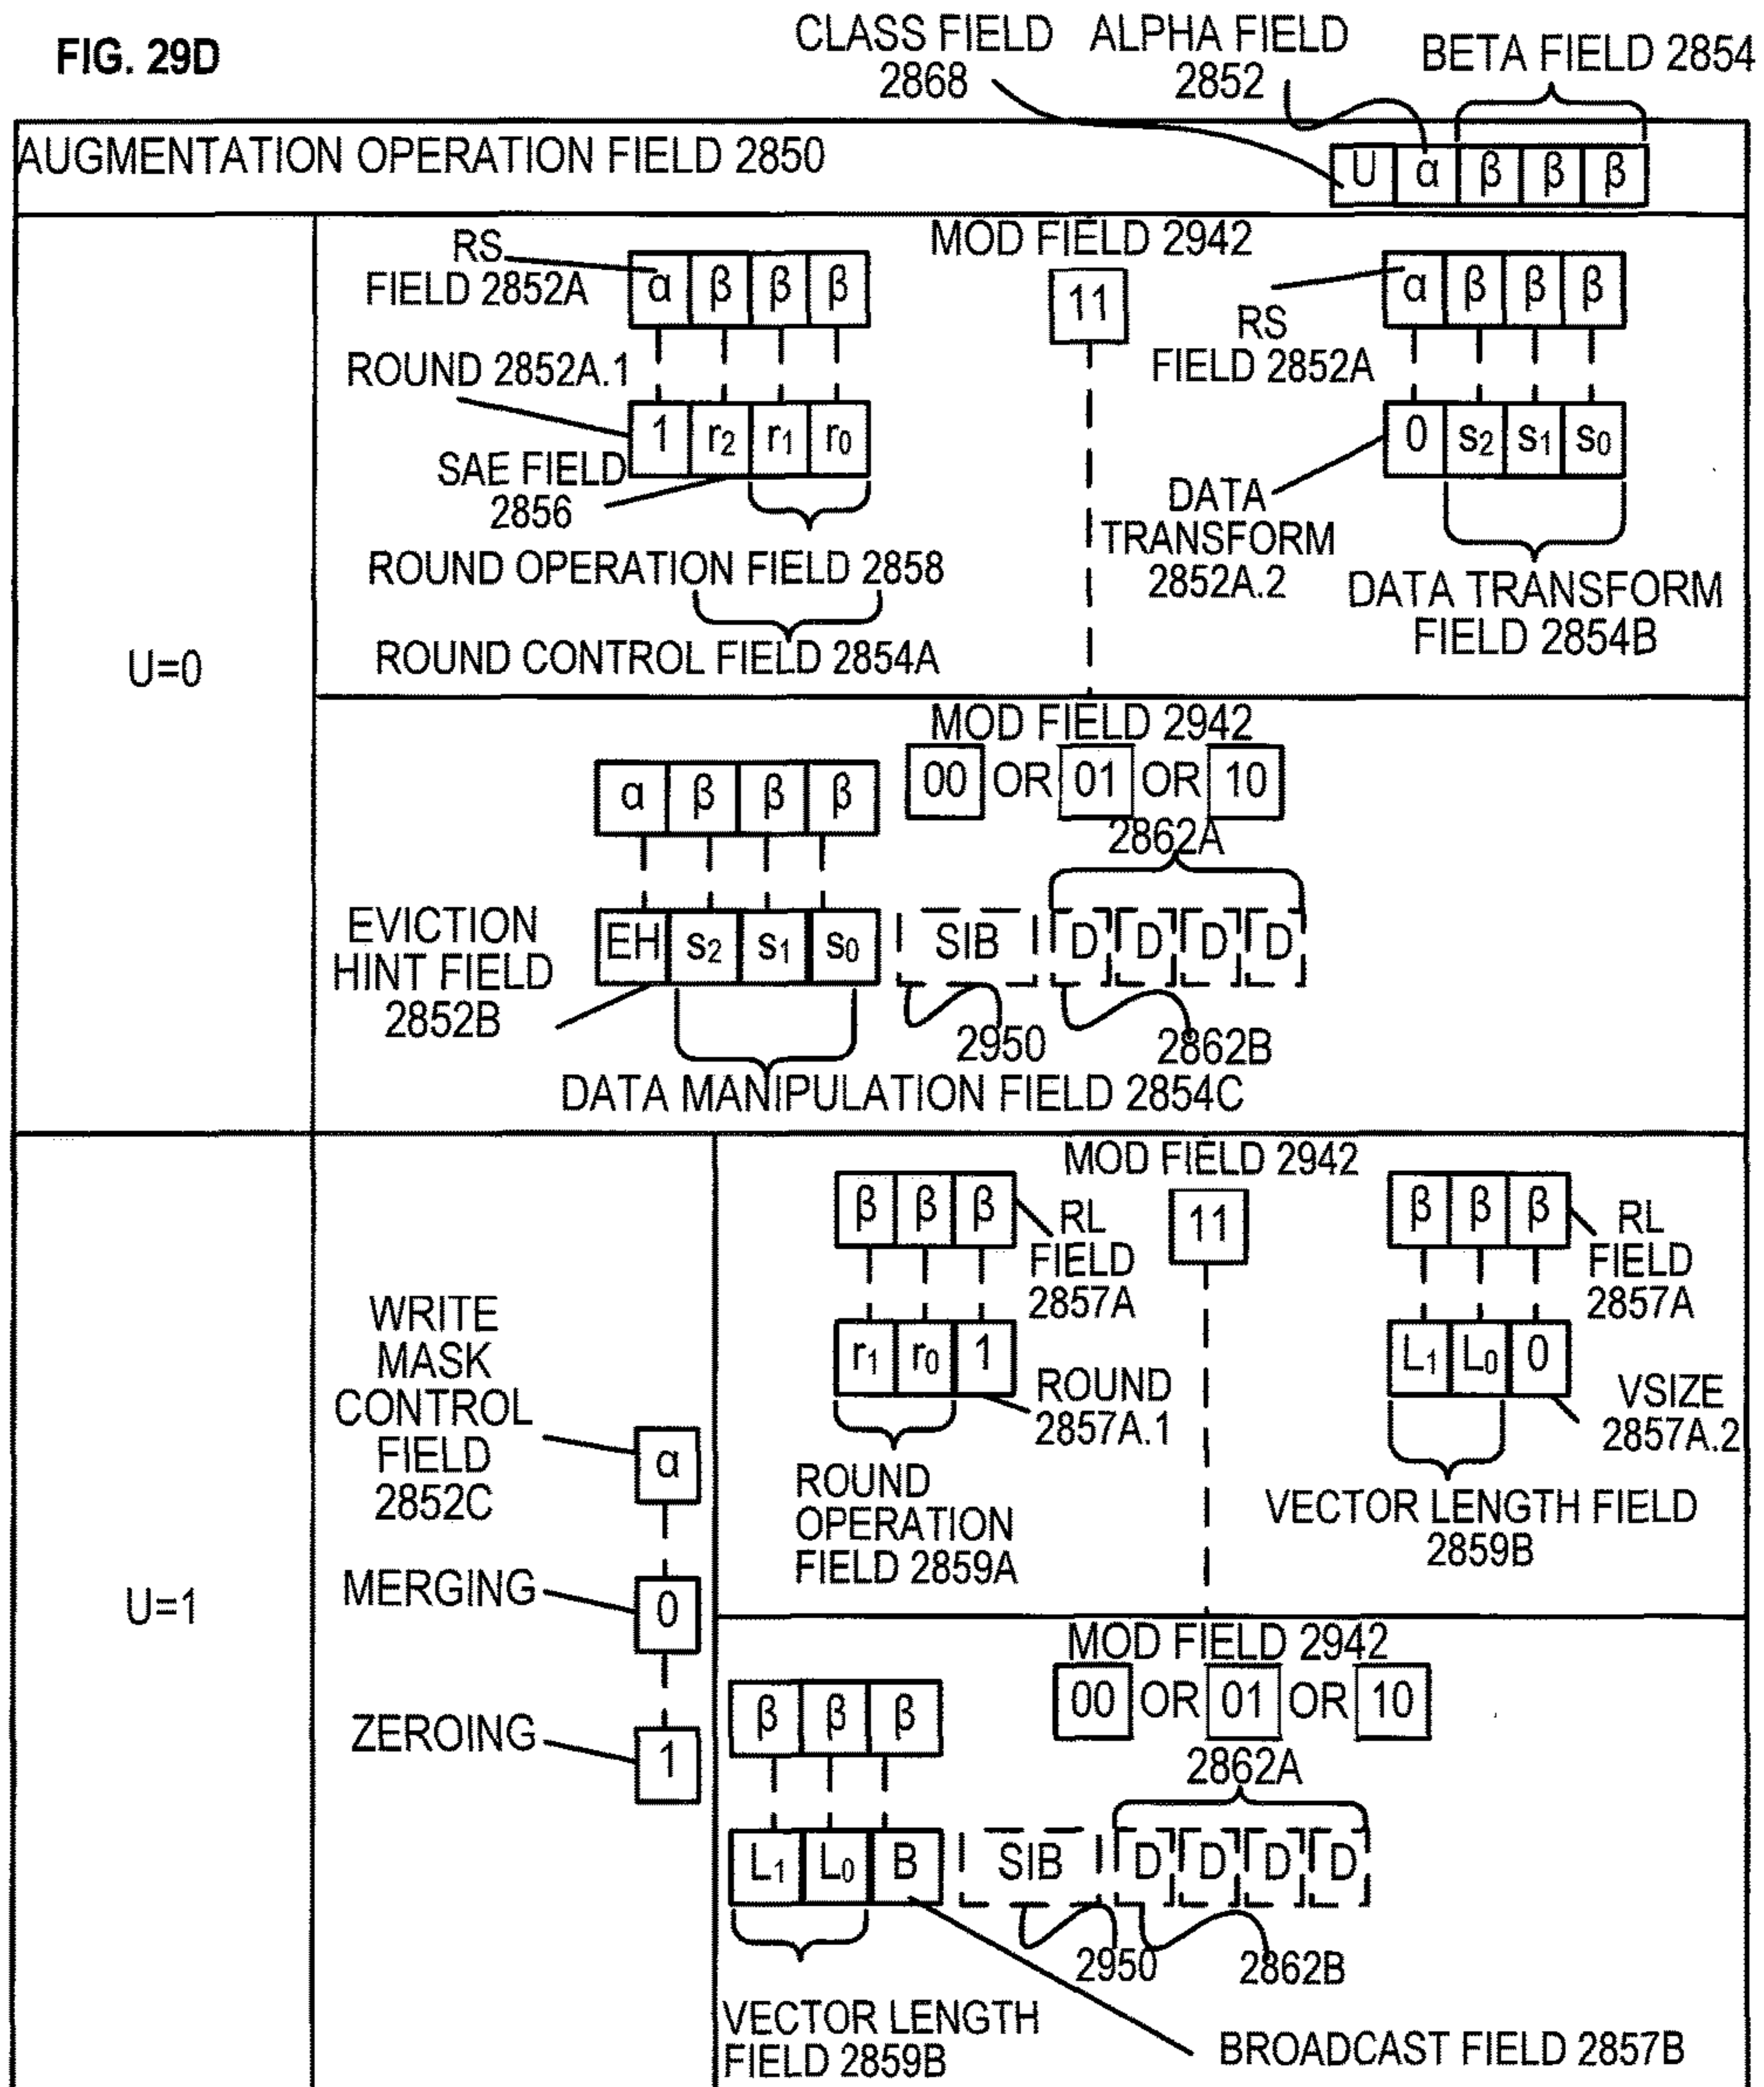 FIG. 29D
CLASS FIELD 2868
ALPHA FIELD 2852
BETA FIELD 2854
AUGMENTATION OPERATION FIELD 2850
U α β β β
U=0
MOD FIELD 2942
11
RS FIELD 2852A
α β β β
ROUND 2852A.1
1 r2 r1 r0
SAE FIELD 2856
ROUND OPERATION FIELD 2858
ROUND CONTROL FIELD 2854A
α β β β
RS FIELD 2852A
0 s2 s1 s0
DATA TRANSFORM 2852A.2
DATA TRANSFORM FIELD 2854B
MOD FIELD 2942
00 OR 01 OR 10
α β β β
2862A
EVICTION HINT FIELD 2852B
EH s2 s1 s0 SIB D D D D
2950
2862B
DATA MANIPULATION FIELD 2854C
U=1
WRITE MASK CONTROL FIELD 2852C
α
MERGING
0
ZEROING
1
MOD FIELD 2942
11
β β β
RL FIELD 2857A
r1 r0 1
ROUND 2857A.1
ROUND OPERATION FIELD 2859A
β β β
RL FIELD 2857A
L1 L0 0
VSIZE 2857A.2
VECTOR LENGTH FIELD 2859B
MOD FIELD 2942
00 OR 01 OR 10
β β β
2862A
L1 L0 B SIB D D D D
2950
2862B
VECTOR LENGTH FIELD 2859B
BROADCAST FIELD 2857B